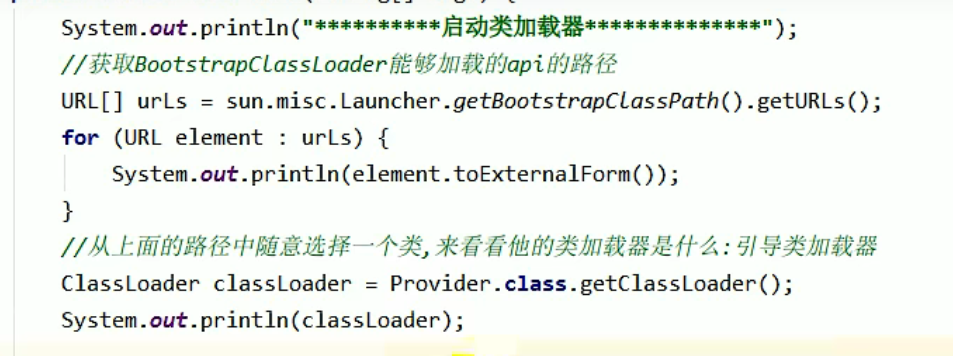 System.out.println("**********启动类加载器**************");
//获取BootstrapClassLoader能够加载的api的路径
URL[] urLs = sun.misc.Launcher.getBootstrapClassPath().getURLs();
for (URL element : urLs) {
System.out.println(element.toExternalForm());
}
//从上面的路径中随意选择一个类,来看看他的类加载器是什么:引导类加载器
ClassLoader classLoader = Provider.class.getClassLoader();
System.out.println(classLoader);